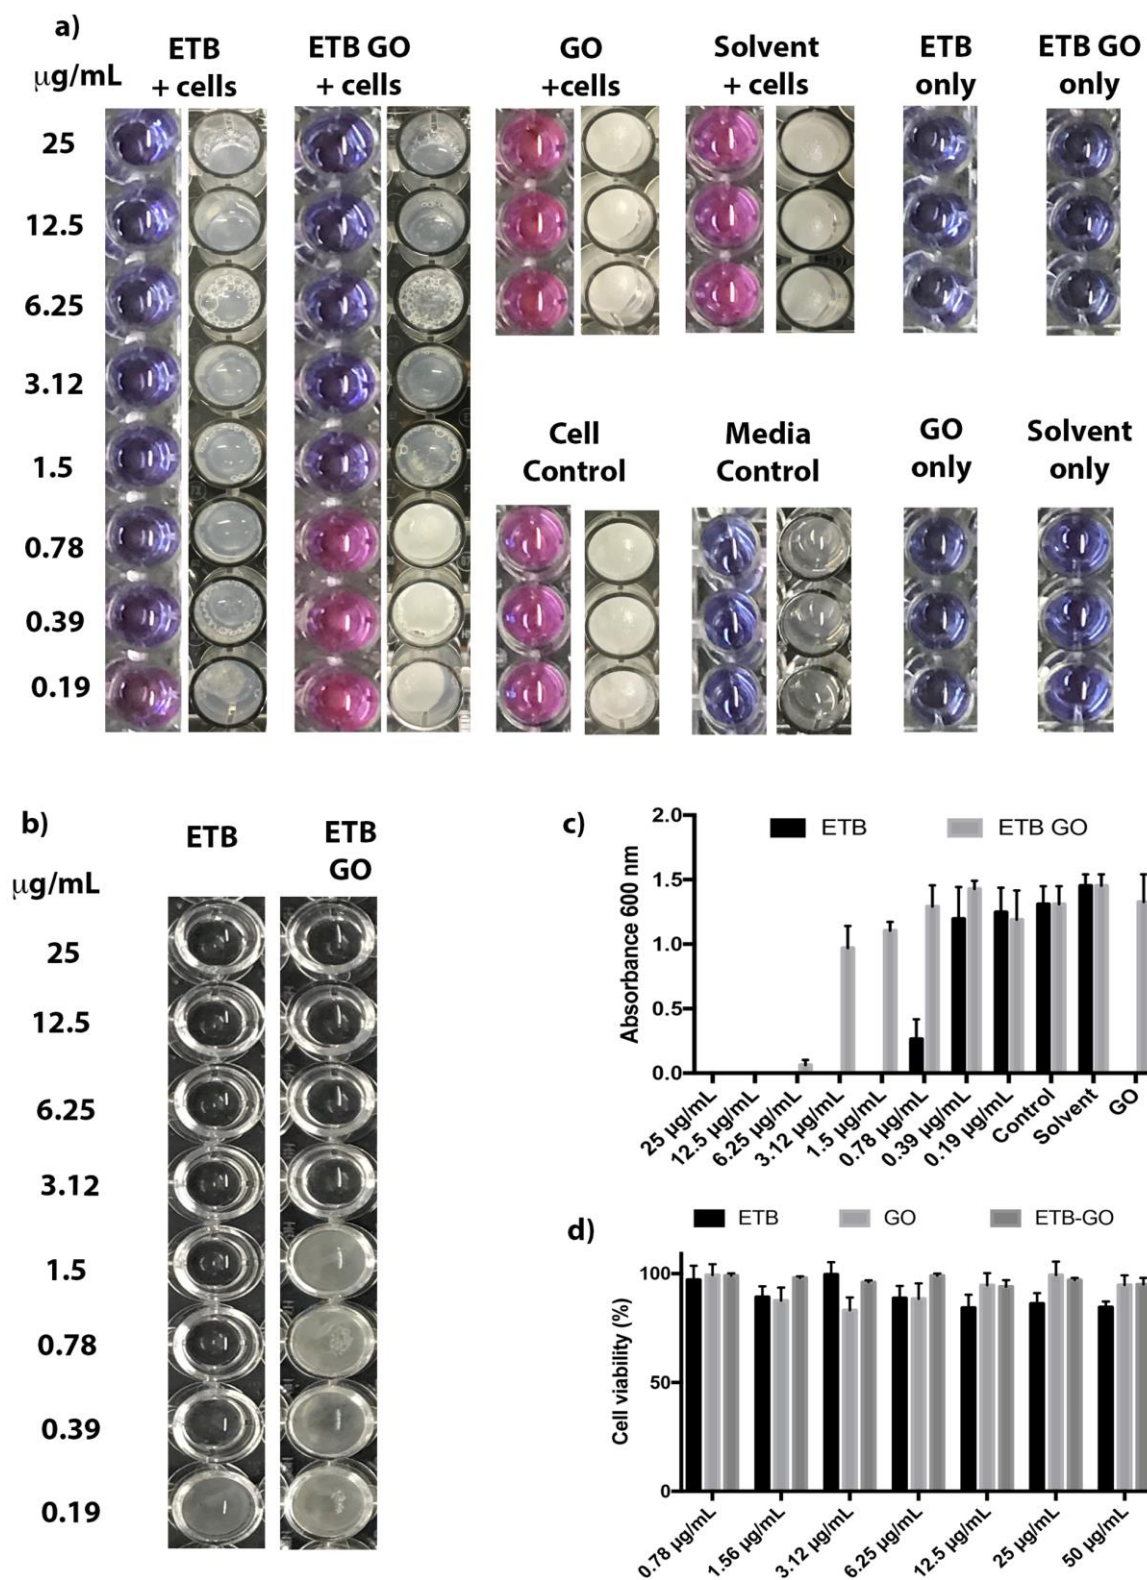 a)
ETB
+ cells
ETB GO
+ cells
GO
+cells
Solvent
+ cells
ETB
only
ETB GO
only
μg/mL
25
12.5
6.25
3.12
1.5
0.78
0.39
0.19
Cell
Control
Media
Control
GO
only
Solvent
only
b)
ETB
ETB
GO
μg/mL
25
12.5
6.25
3.12
1.5
0.78
0.39
0.19
c)
ETB
ETB GO
Absorbance 600 nm
2.0
1.5
1.0
0.5
0.0
25 μg/mL
12.5 μg/mL
6.25 μg/mL
3.12 μg/mL
1.5 μg/mL
0.78 μg/mL
0.39 μg/mL
0.19 μg/mL
Control
Solvent
GO
d)
ETB
GO
ETB-GO
Cell viability (%)
100
50
0
0.78 μg/mL
1.56 μg/mL
3.12 μg/mL
6.25 μg/mL
12.5 μg/mL
25 μg/mL
50 μg/mL